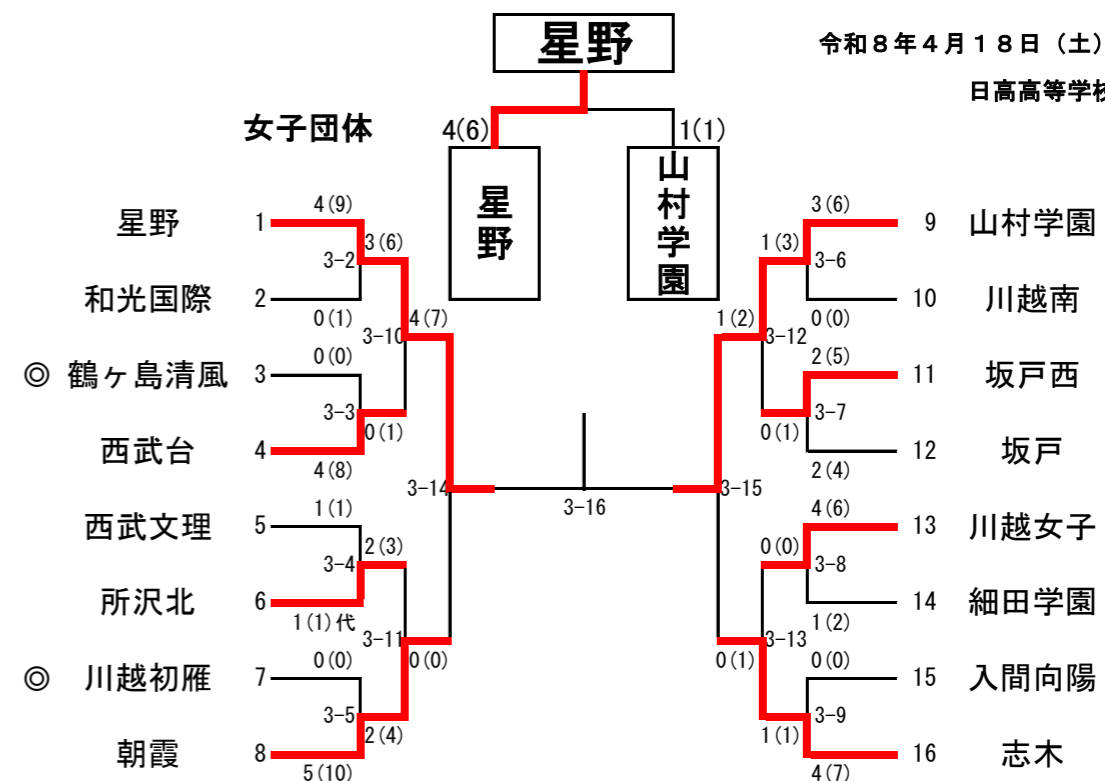 星野
令和８年４月１８日（土）
日高高等学校
女子団体
4(6)
1(1)
星野
山村学園
4(9)
星野 1
3(6)
3-2
和光国際 2
0(1)
3-10
4(7)
0(0)
◎ 鶴ヶ島清風 3
3-3
0(1)
西武台 4
4(8)
3-14
1(1)
西武文理 5
2(3)
3-4
所沢北 6
1(1)代
3-11
0(0)
0(0)
◎ 川越初雁 7
3-5
2(4)
朝霞 8
5(10)
3-16
3(6)
9 山村学園
1(3)
3-6
10 川越南
0(0)
1(2)
3-12
2(5)
11 坂戸西
3-7
0(1)
12 坂戸
2(4)
3-15
4(6)
13 川越女子
0(0)
3-8
14 細田学園
1(2)
3-13
0(1)
0(0)
15 入間向陽
3-9
1(1)
16 志木
4(7)